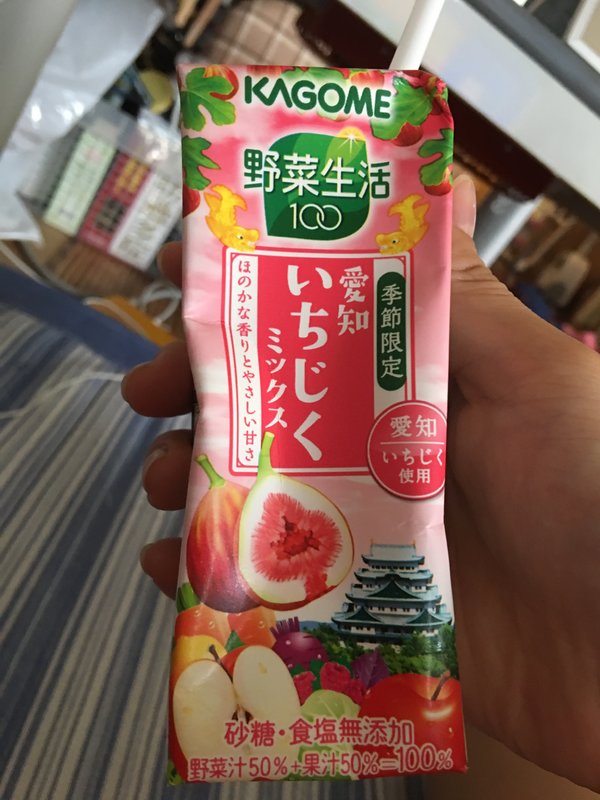 KAGOME
野菜生活
100
季節限定
愛知
いちじく
ミックス
ほのかな香りとやさしい甘さ
愛知
いちじく
使用
砂糖・食塩無添加
野菜汁50%+果汁50%=100%